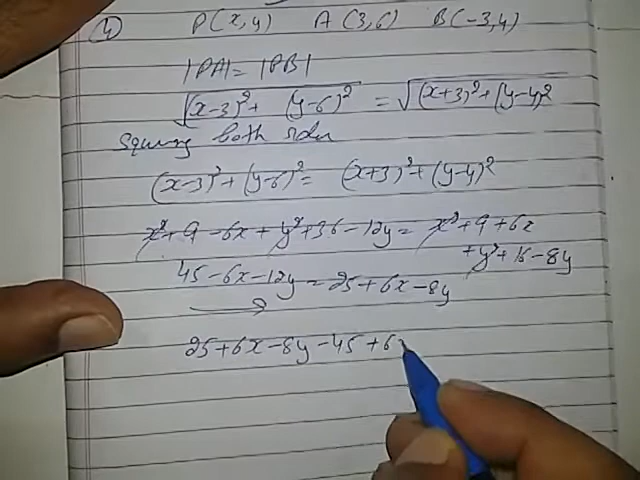 (4) P(x,y) A(3,6) B(-3,4)
|PA| = |PB|
√(x-3)²+ (y-6)² = √(x+3)²+(y-4)²
Squring both sides
(x-3)²+(y-6)²= (x+3)²+(y-4)²
x²+9-6x+y²+36-12y= x²+9+6x
+y²+16-8y
45-6x-12y=25+6x-8y
25+6x-8y-45+6x